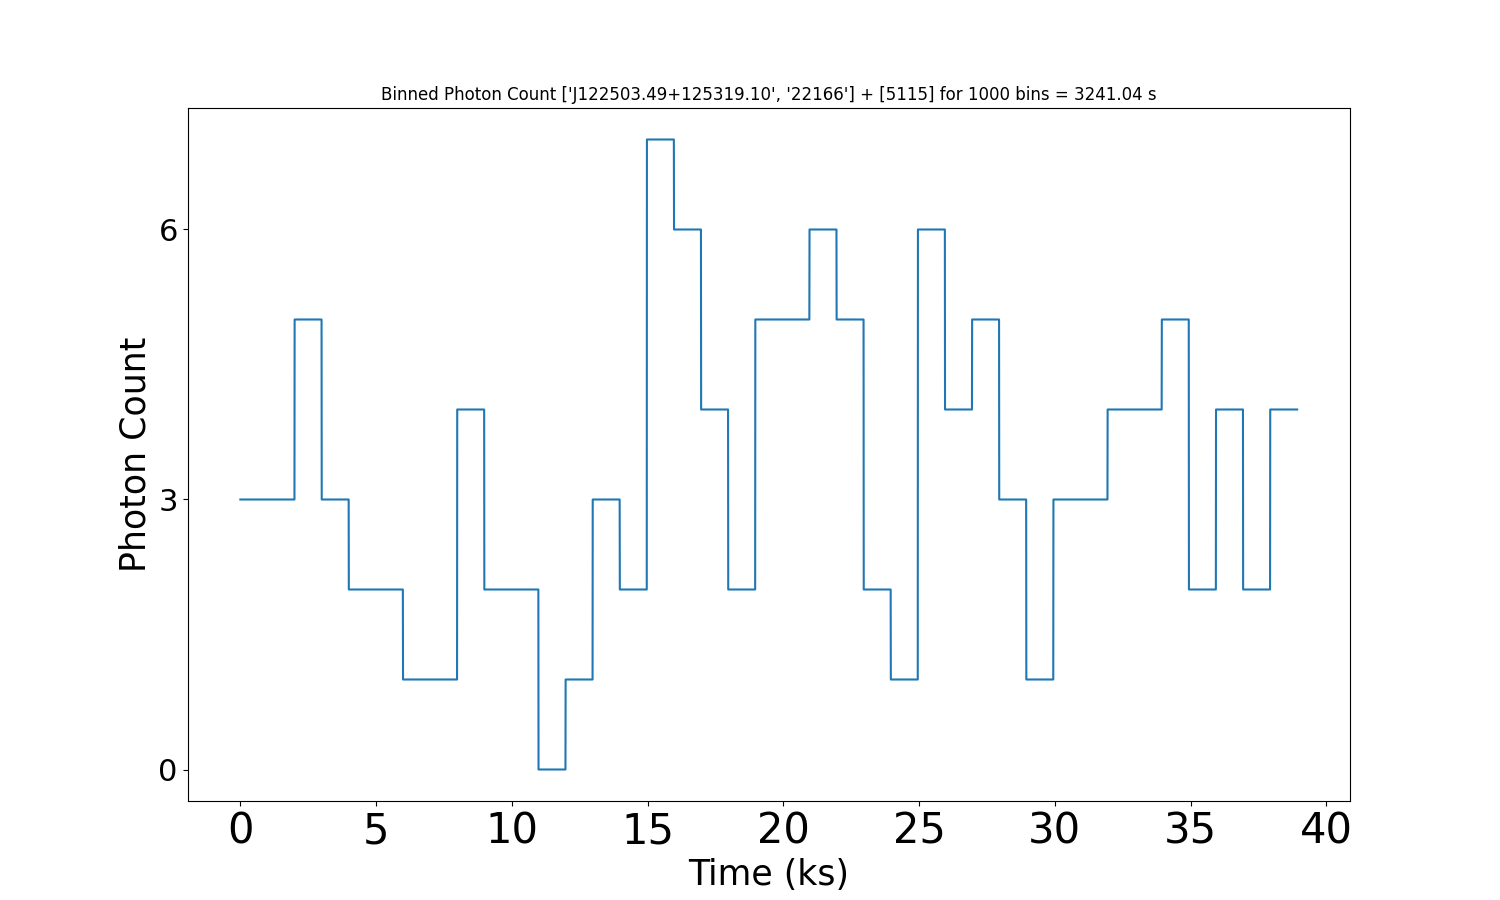 Binned Photon Count ['J122503.49+125319.10', '22166'] + [5115] for 1000 bins = 3241.04 s
Photon Count
6
3
0
0 5 10 15 20 25 30 35 40
Time (ks)